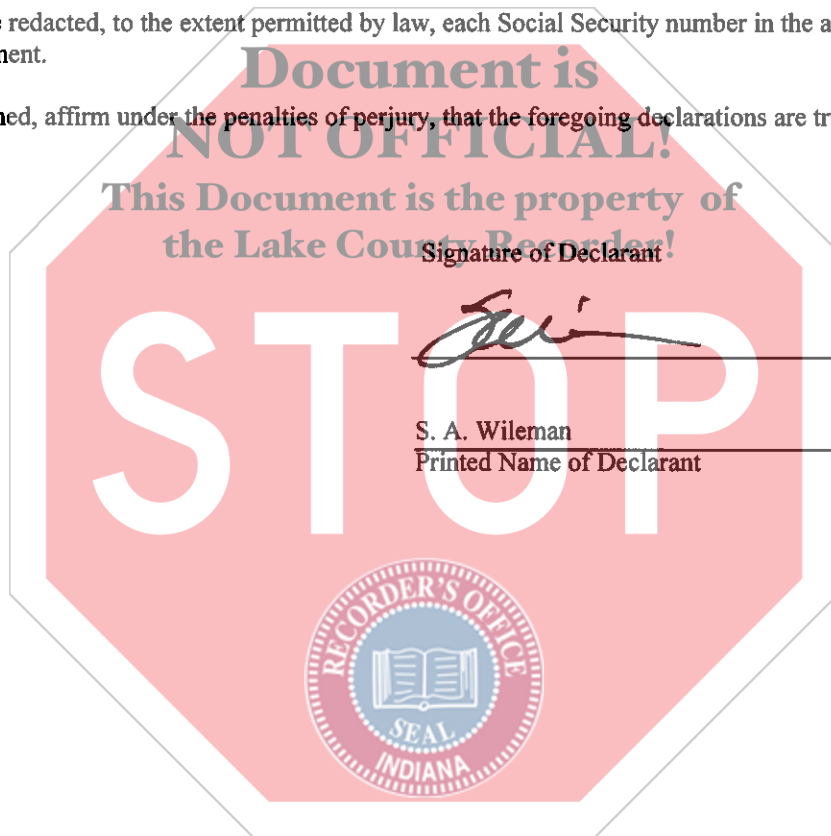 e redacted, to the extent permitted by law, each Social Security number in the a
ment.
Document is
ned, affirm under the penalties of perjury, that the foregoing declarations are tr
NOT OFFICIAL!
This Document is the property of
the Lake County Recorder!
Signature of Declarant
STOP
S. A. Wileman
Printed Name of Declarant
RECORDER'S OFFICE
SEAL
INDIANA